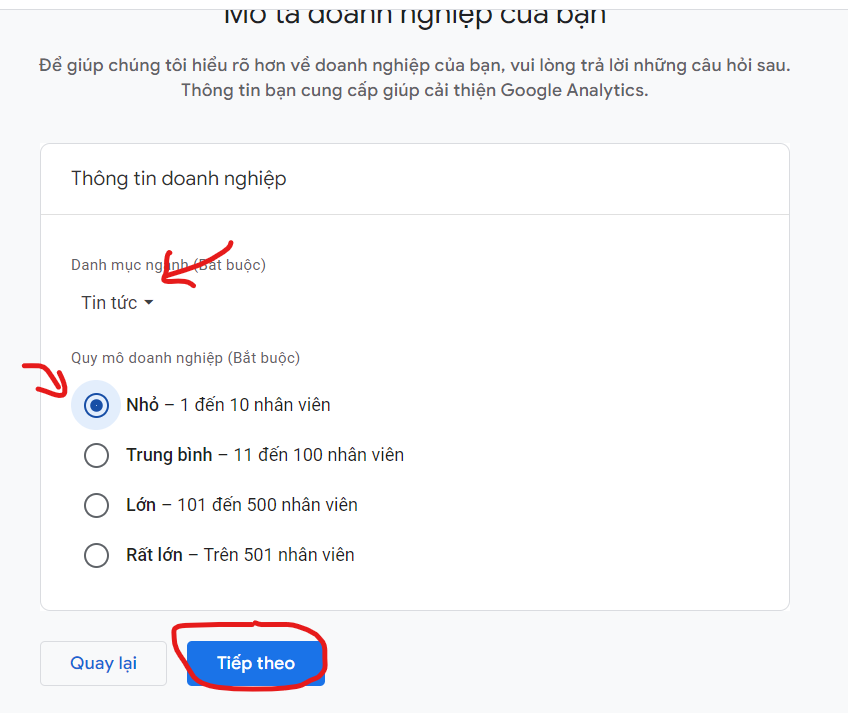 Mô tả doanh nghiệp của bạn
Để giúp chúng tôi hiểu rõ hơn về doanh nghiệp của bạn, vui lòng trả lời những câu hỏi sau.
Thông tin bạn cung cấp giúp cải thiện Google Analytics.
Thông tin doanh nghiệp
Danh mục ngành (Bắt buộc)
Tin tức
Quy mô doanh nghiệp (Bắt buộc)
Nhỏ – 1 đến 10 nhân viên
Trung bình – 11 đến 100 nhân viên
Lớn – 101 đến 500 nhân viên
Rất lớn – Trên 501 nhân viên
Quay lại
Tiếp theo